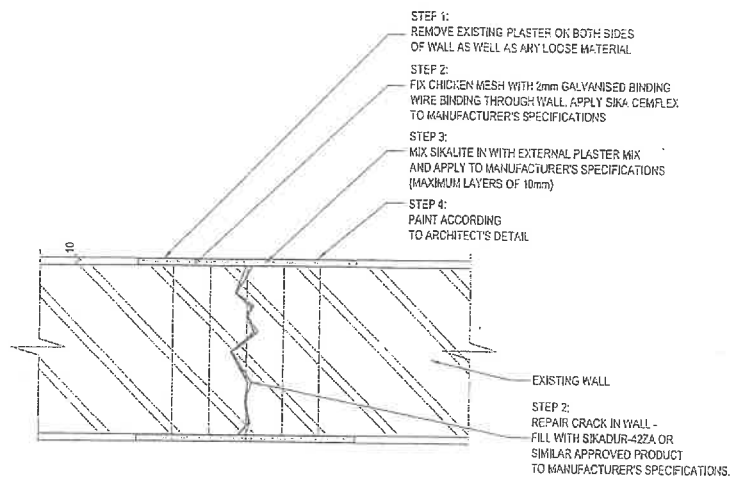 STEP 1:
REMOVE EXISTING PLASTER ON BOTH SIDES
OF WALL AS WELL AS ANY LOOSE MATERIAL
STEP 2:
FIX CHICKEN MESH WITH 2mm GALVANISED BINDING
WIRE BINDING THROUGH WALL. APPLY SIKA CEMFLEX
TO MANUFACTURER'S SPECIFICATIONS
STEP 3:
MIX SIKALITE IN WITH EXTERNAL PLASTER MIX
AND APPLY TO MANUFACTURER'S SPECIFICATIONS
(MAXIMUM LAYERS OF 10mm)
STEP 4:
PAINT ACCORDING
TO ARCHITECT'S DETAIL
10
EXISTING WALL
STEP 2:
REPAIR CRACK IN WALL -
FILL WITH SIKADUR-42ZA OR
SIMILAR APPROVED PRODUCT
TO MANUFACTURER'S SPECIFICATIONS.